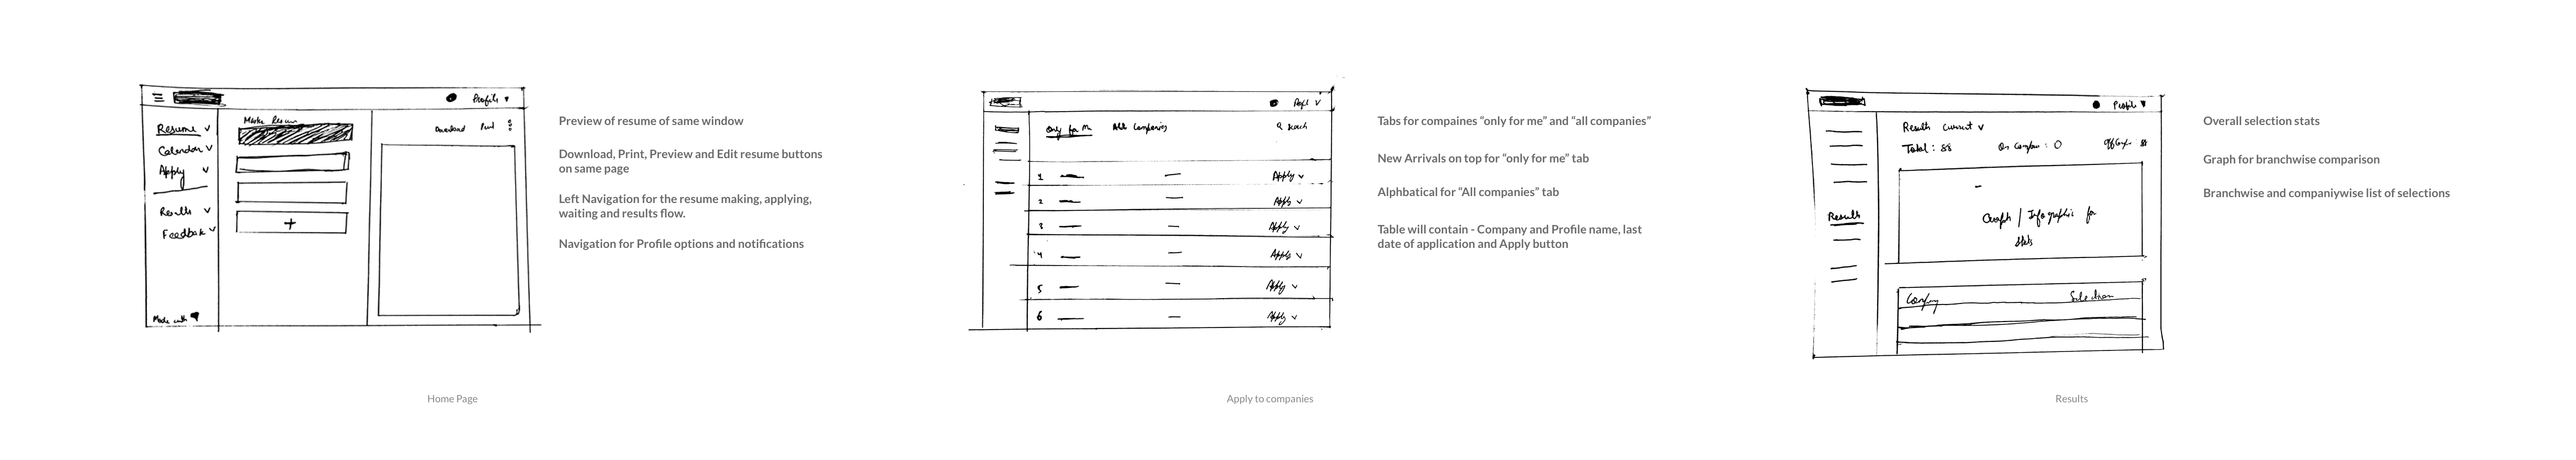 Profile
Resume
Calendar
Apply
Results
Feedback
Made with
Make Resum
Download Print
+
Preview of resume of same window
Download, Print, Preview and Edit resume buttons
on same page
Left Navigation for the resume making, applying,
waiting and results flow.
Navigation for Profile options and notifications
Home Page
Only for Me All Companies Search
1 Apply
2 Apply
3 Apply
4 Apply
5 Apply
6 Apply
Tabs for compaines “only for me” and “all companies”
New Arrivals on top for “only for me” tab
Alphbatical for “All companies” tab
Table will contain - Company and Profile name, last
date of application and Apply button
Apply to companies
Profile
Results
Results current
Total : 88 On Campus : 0
Graph / Infographic for
stats
Company Selection
Overall selection stats
Graph for branchwise comparison
Branchwise and companiywise list of selections
Results